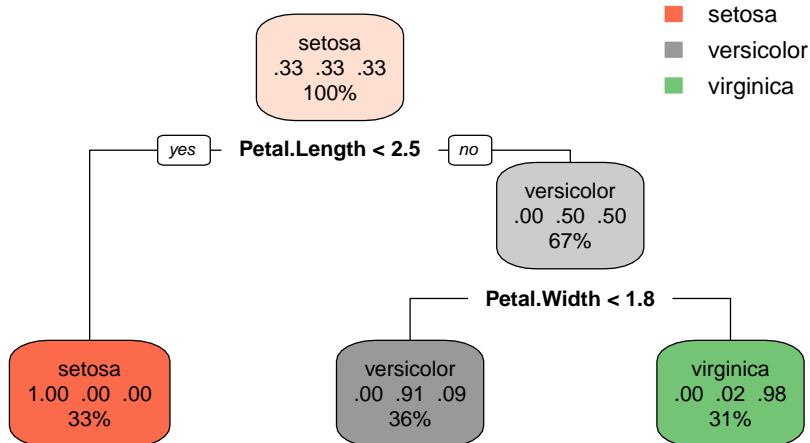 setosa
versicolor
virginica
setosa
.33 .33 .33
100%
yes
Petal.Length < 2.5
no
versicolor
.00 .50 .50
67%
Petal.Width < 1.8
setosa
1.00 .00 .00
33%
versicolor
.00 .91 .09
36%
virginica
.00 .02 .98
31%